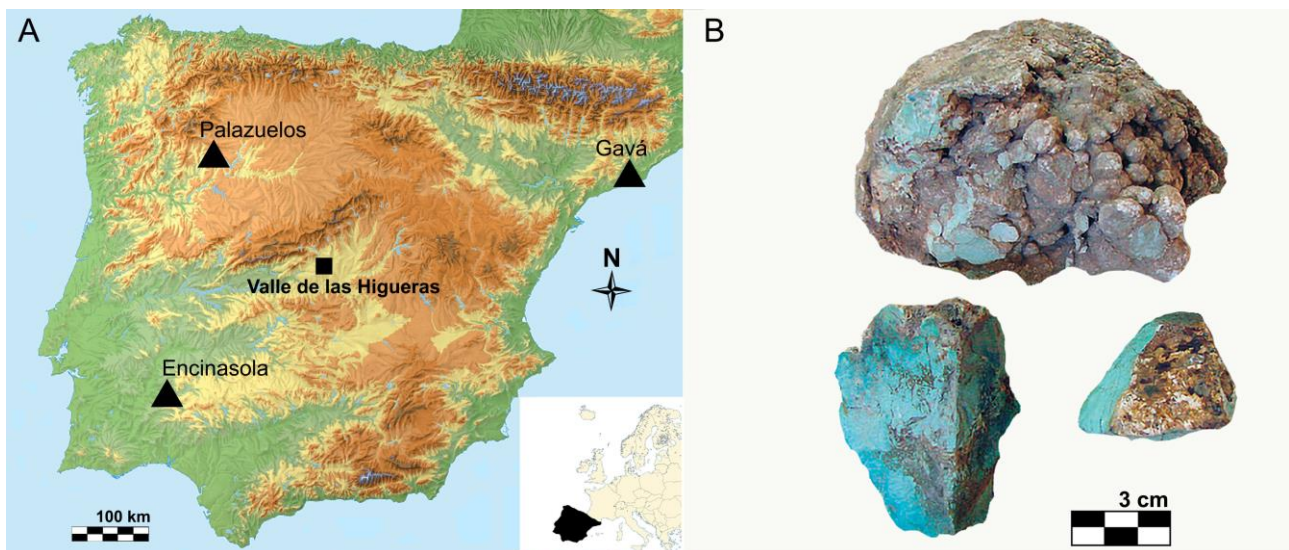 A
Palazuelos
Gavá
N
Valle de las Higueras
Encinasola
100 km
B
3 cm